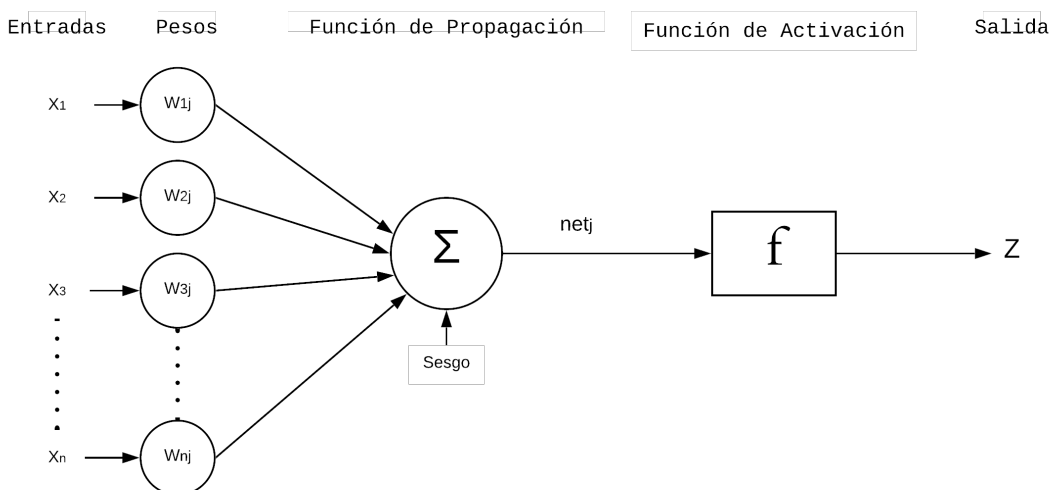 Entradas Pesos Función de Propagación Función de Activación Salida
X1 W1j
X2 W2j
netj
Σ f Z
X3 W3j
Sesgo
Xn Wnj